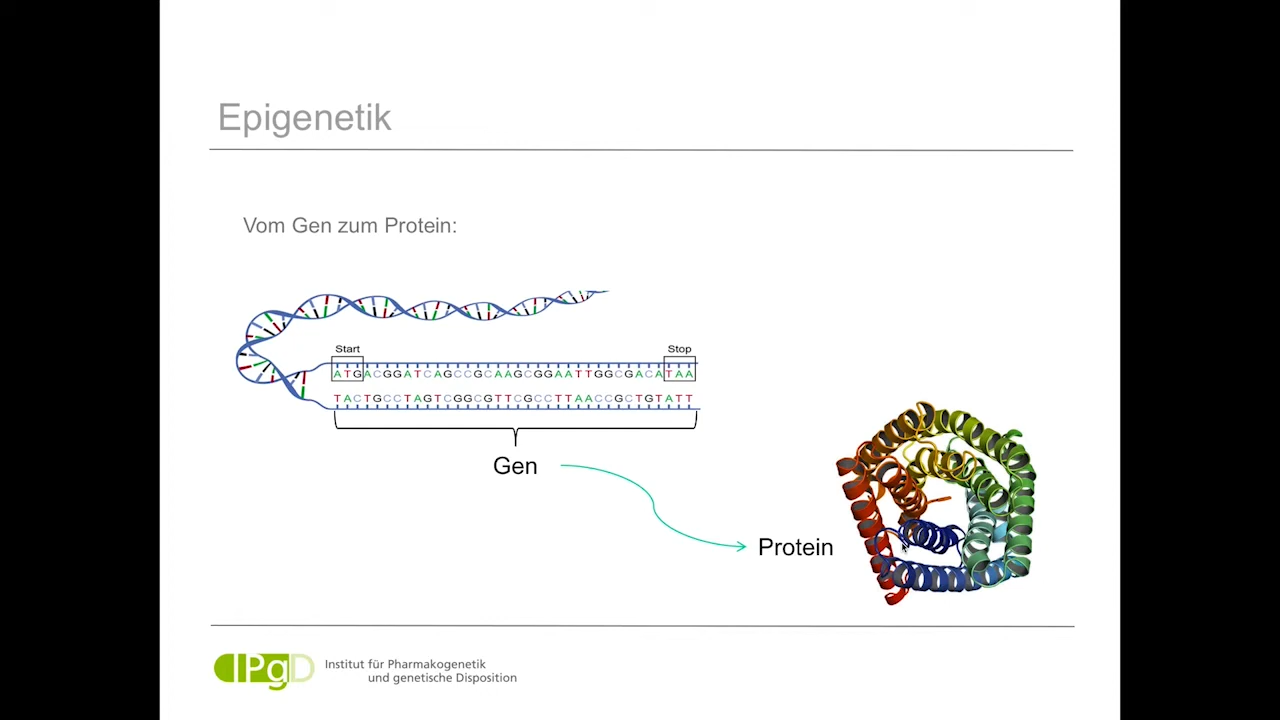 Epigenetik
Vom Gen zum Protein:
Start
Stop
ATGACGGATCAGCCGCAAGCGGAATTGGCGACATAA
TACTGCCTAGTCGGCGTTCGCCTTAACCGCTGTATT
Gen
Protein
IPgD
Institut für Pharmakogenetik
und genetische Disposition